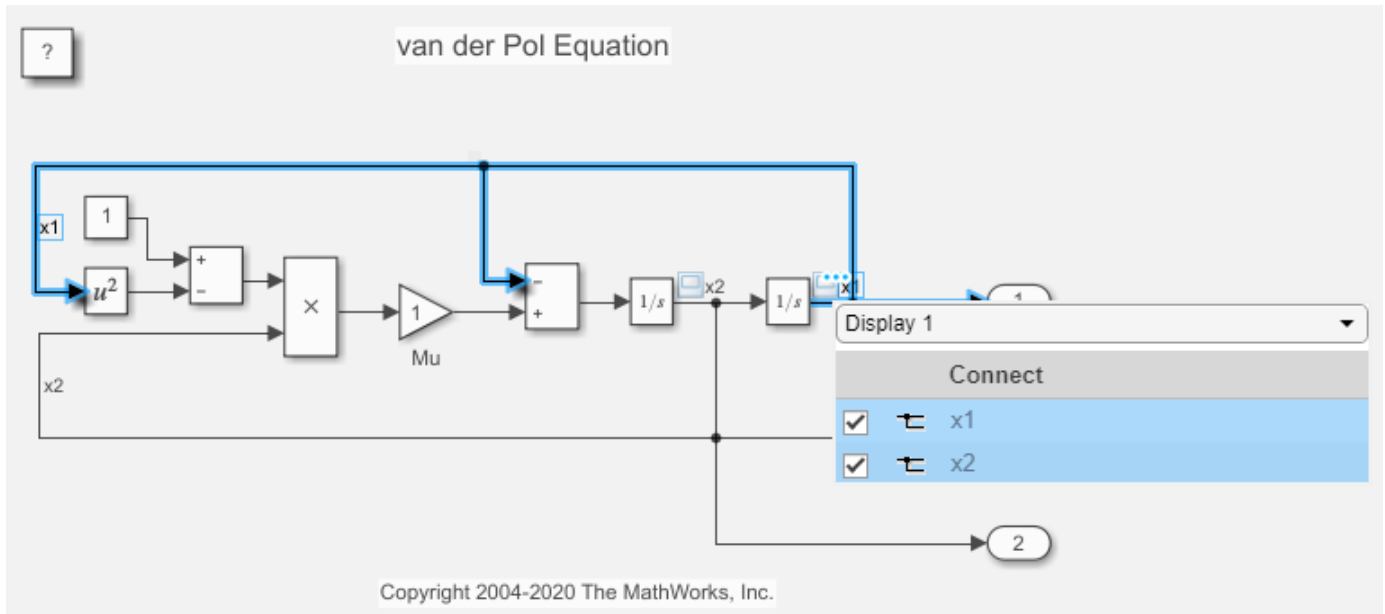 ?
van der Pol Equation
x1
1
+
−
u²
×
1
Mu
−
+
1/s
x2
1/s
x1
1
Display 1
Connect
x1
x2
x2
2
Copyright 2004-2020 The MathWorks, Inc.